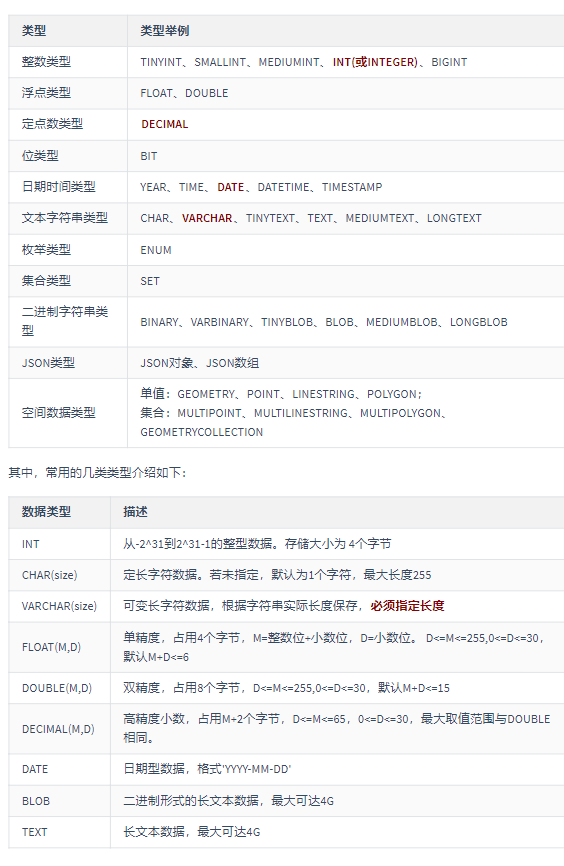 类型 类型举例
整数类型 TINYINT、SMALLINT、MEDIUMINT、INT(或INTEGER)、BIGINT
浮点类型 FLOAT、DOUBLE
定点数类型 DECIMAL
位类型 BIT
日期时间类型 YEAR、TIME、DATE、DATETIME、TIMESTAMP
文本字符串类型 CHAR、VARCHAR、TINYTEXT、TEXT、MEDIUMTEXT、LONGTEXT
枚举类型 ENUM
集合类型 SET
二进制字符串类
型
BINARY、VARBINARY、TINYBLOB、BLOB、MEDIUMBLOB、LONGBLOB
JSON类型 JSON对象、JSON数组
空间数据类型
单值：GEOMETRY、POINT、LINESTRING、POLYGON；
集合：MULTIPOINT、MULTILINESTRING、MULTIPOLYGON、
GEOMETRYCOLLECTION
其中，常用的几类类型介绍如下：
数据类型 描述
INT 从-2^31到2^31-1的整型数据。存储大小为 4个字节
CHAR(size) 定长字符数据。若未指定，默认为1个字符，最大长度255
VARCHAR(size) 可变长字符数据，根据字符串实际长度保存，必须指定长度
FLOAT(M,D)
单精度，占用4个字节，M=整数位+小数位，D=小数位。 D<=M<=255,0<=D<=30，
默认M+D<=6
DOUBLE(M,D) 双精度，占用8个字节，D<=M<=255,0<=D<=30，默认M+D<=15
DECIMAL(M,D)
高精度小数，占用M+2个字节，D<=M<=65，0<=D<=30，最大取值范围与DOUBLE
相同。
DATE 日期型数据，格式'YYYY-MM-DD'
BLOB 二进制形式的长文本数据，最大可达4G
TEXT 长文本数据，最大可达4G